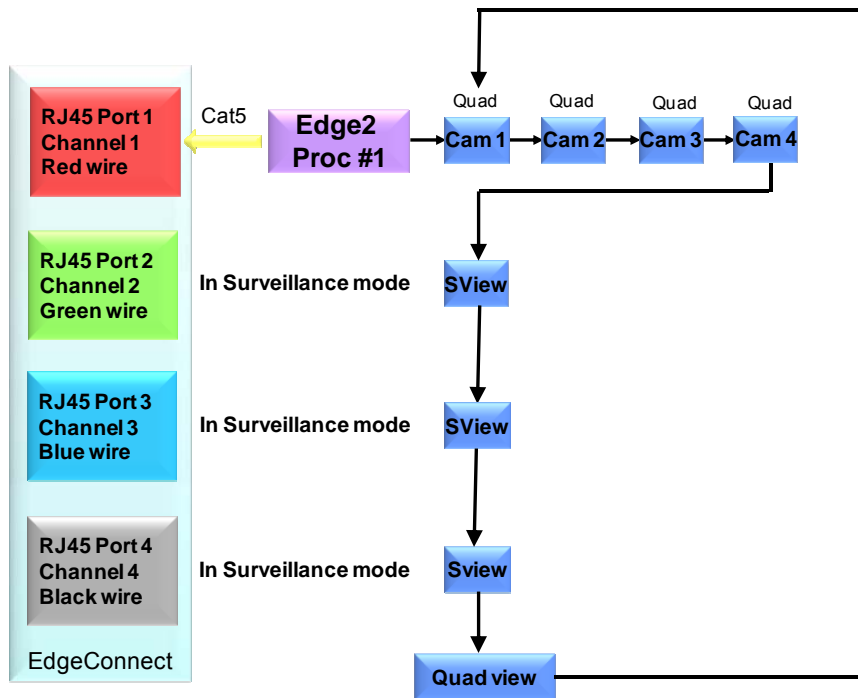 Quad
Quad
Quad
Quad
RJ45 Port 1
Channel 1
Red wire
Cat5
Edge2
Proc #1
Cam 1
Cam 2
Cam 3
Cam 4
RJ45 Port 2
Channel 2
Green wire
In Surveillance mode
SView
RJ45 Port 3
Channel 3
Blue wire
In Surveillance mode
SView
RJ45 Port 4
Channel 4
Black wire
In Surveillance mode
Sview
EdgeConnect
Quad view